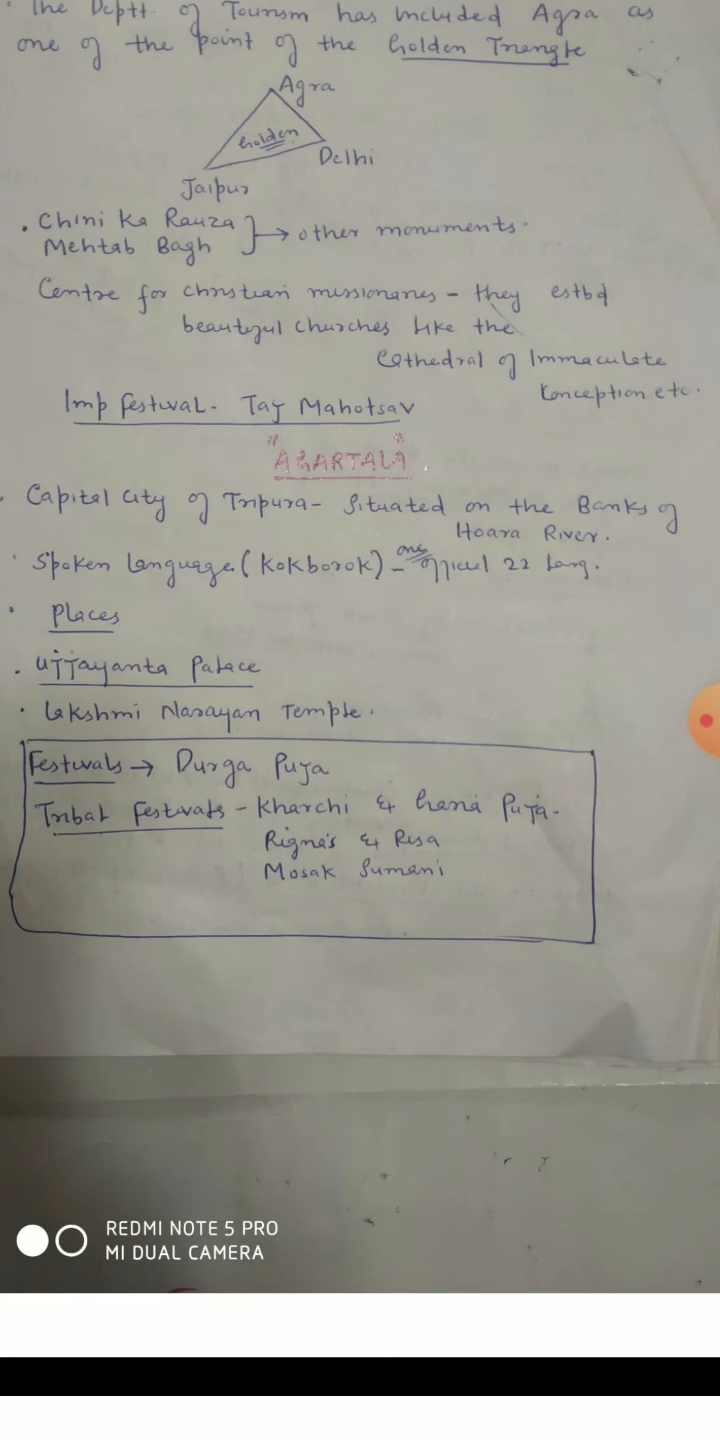 The Deptt. of Tourism has included Agra as
one of the point of the Golden Triangle
Agra
Golden
Delhi
Jaipur
. Chini Ka Rauza
Mehtab Bagh } → other monuments.
Centre for christian missionaries - they estbd
beautiful churches like the
Cathedral of Immaculate
Konception etc.
Imp festival - Taj Mahotsav
"AGARTALA".
. Capital city of Tripura - Situated on the Banks of
Hoara River.
. Spoken Language (Kokborok) - one official 22 Lang.
. Places
. Ujjayanta Palace
. Lakshmi Narayan Temple.
Festivals → Durga Puja
Tribal Festivals - Kharchi & Gana Puja.
Rigna's & Risa
Mosak Sumani
REDMI NOTE 5 PRO
MI DUAL CAMERA